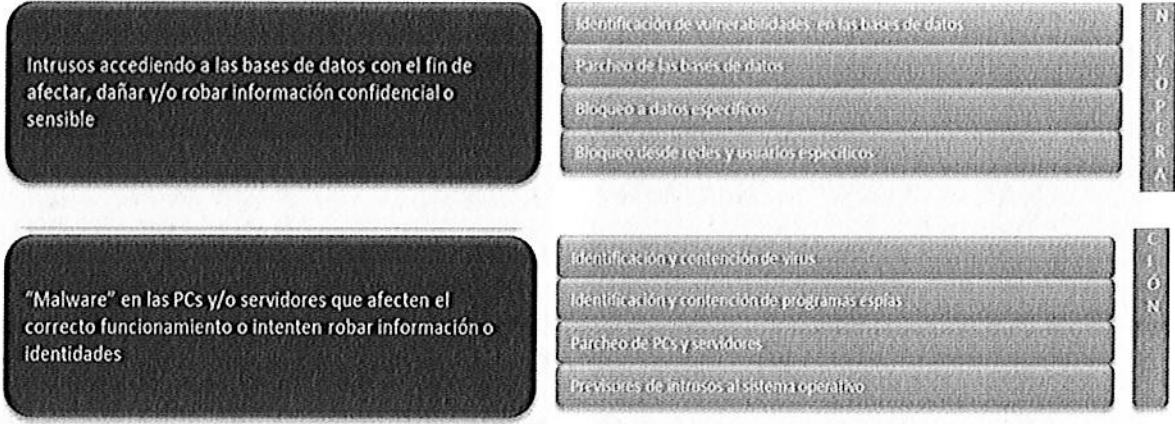 Intrusos accediendo a las bases de datos con el fin de
afectar, dañar y/o robar información confidencial o
sensible
Identificación de vulnerabilidades en las bases de datos
Parcheo de las bases de datos
Bloqueo a datos específicos
Bloqueo desde redes y usuarios específicos
N Y O P E R A
"Malware" en las PCs y/o servidores que afecten el
correcto funcionamiento o intenten robar información o
identidades
Identificación y contención de virus
Identificación y contención de programas espías
Parcheo de PCs y servidores
Previsores de intrusos al sistema operativo
C I Ó N